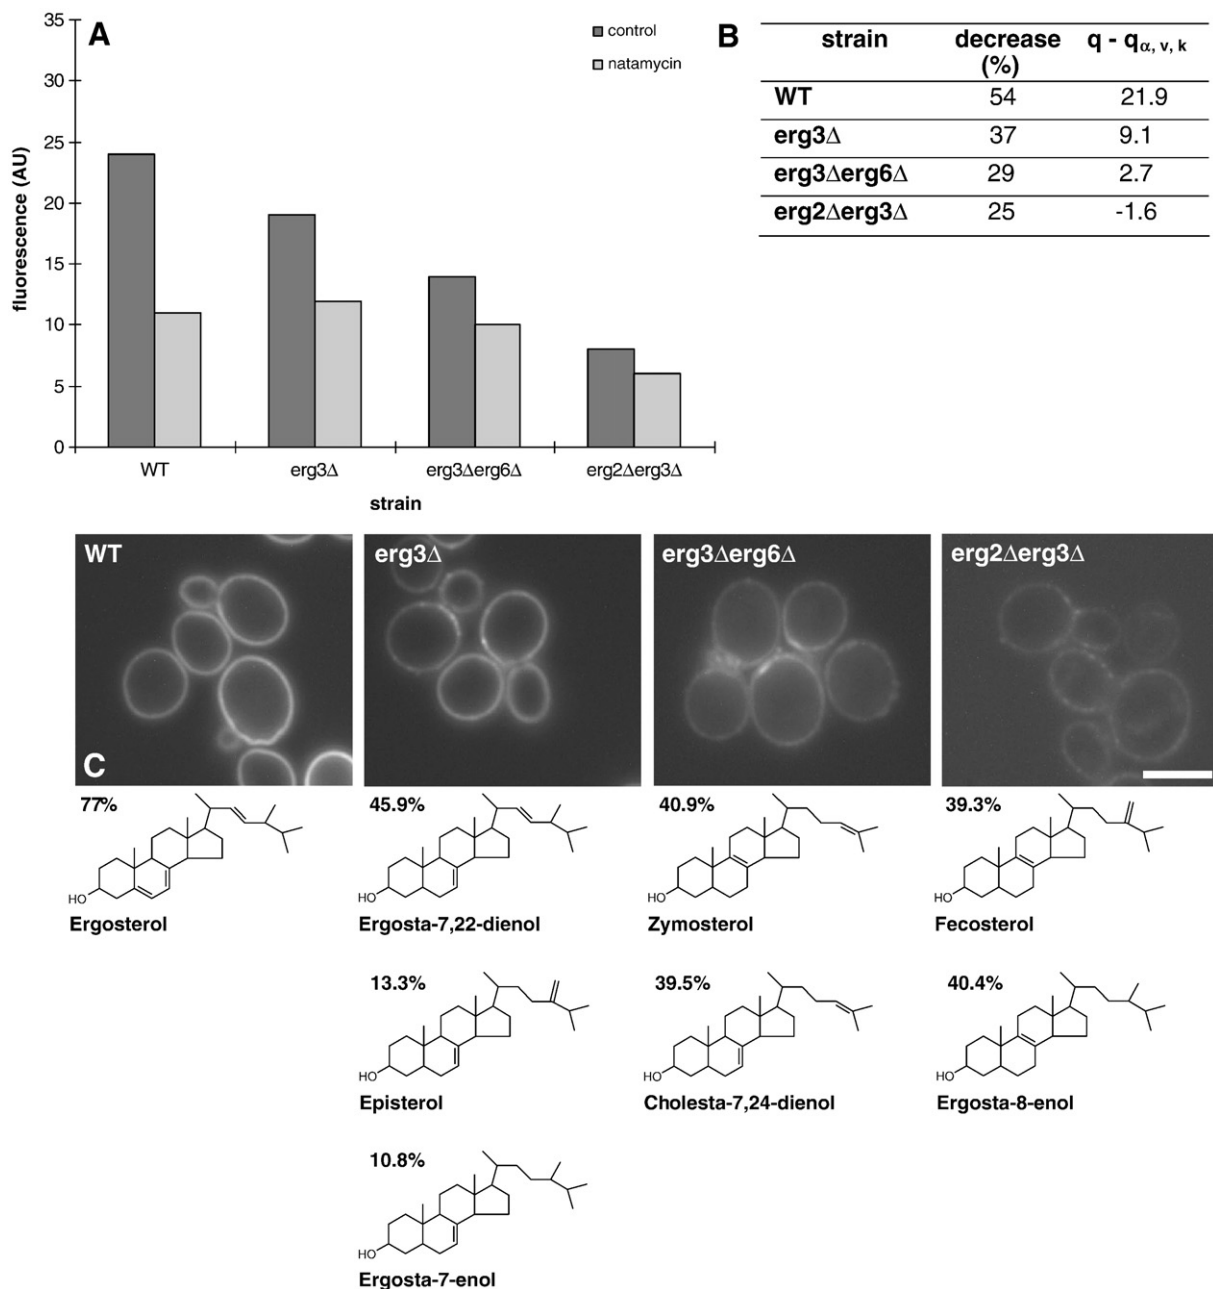 A
35
30
25
20
15
10
5
0
fluorescence (AU)
control
natamycin
WT
erg3Δ
erg3Δerg6Δ
erg2Δerg3Δ
strain
B
strain decrease (%) q - qα, v, k
WT 54 21.9
erg3Δ 37 9.1
erg3Δerg6Δ 29 2.7
erg2Δerg3Δ 25 -1.6
WT
erg3Δ
erg3Δerg6Δ
erg2Δerg3Δ
C
77%
45.9%
40.9%
39.3%
HO
HO
HO
HO
Ergosterol
Ergosta-7,22-dienol
Zymosterol
Fecosterol
13.3%
39.5%
40.4%
HO
HO
HO
Episterol
Cholesta-7,24-dienol
Ergosta-8-enol
10.8%
HO
Ergosta-7-enol